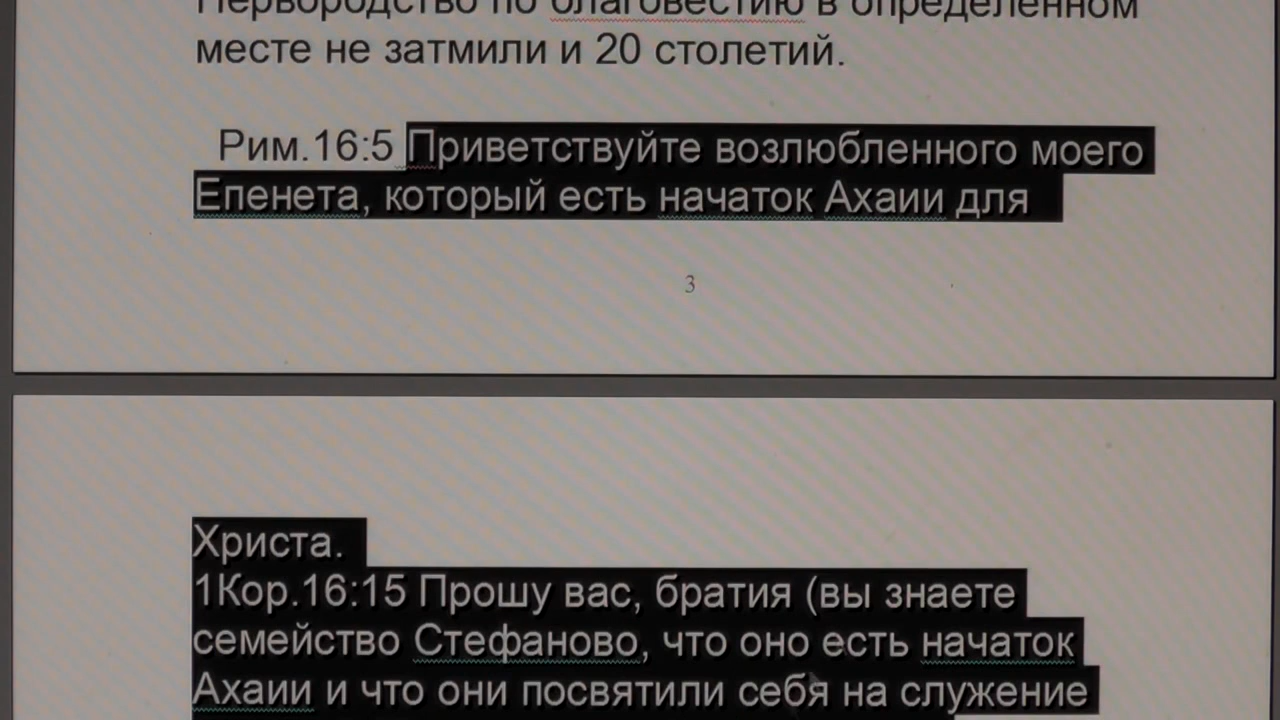 Первородство по благовестию в определенном
месте не затмили и 20 столетий.
Рим.16:5 Приветствуйте возлюбленного моего
Епенета, который есть начаток Ахаии для
3
Христа.
1Кор.16:15 Прошу вас, братия (вы знаете
семейство Стефаново, что оно есть начаток
Ахаии и что они посвятили себя на служение